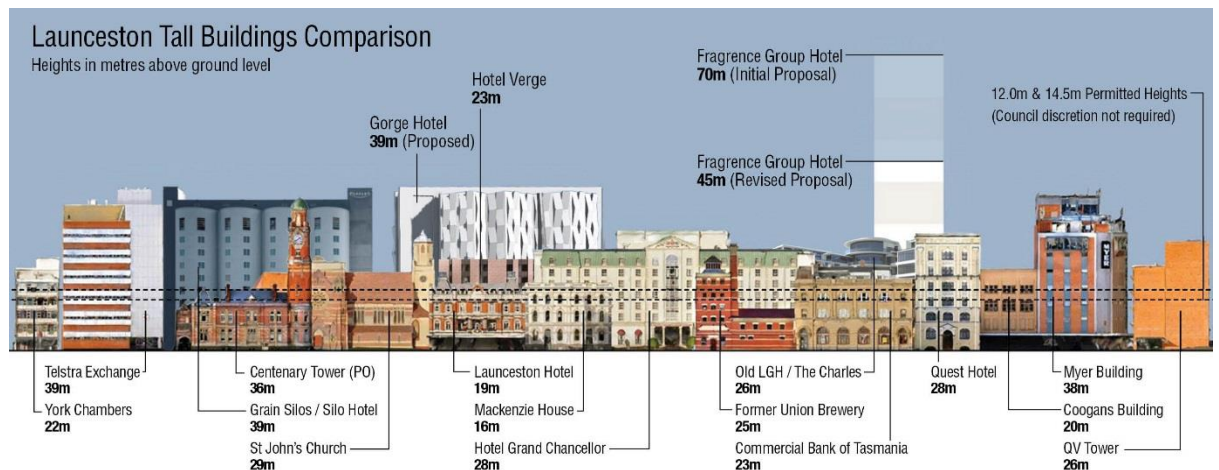 Launceston Tall Buildings Comparison
Heights in metres above ground level
Hotel Verge
23m
Gorge Hotel
39m (Proposed)
Fragrence Group Hotel
70m (Initial Proposal)
Fragrence Group Hotel
45m (Revised Proposal)
12.0m & 14.5m Permitted Heights
(Council discretion not required)
MYER
Telstra Exchange
39m
York Chambers
22m
Centenary Tower (PO)
36m
Grain Silos / Silo Hotel
39m
St John's Church
29m
Launceston Hotel
19m
Mackenzie House
16m
Hotel Grand Chancellor
28m
Old LGH / The Charles
26m
Former Union Brewery
25m
Commercial Bank of Tasmania
23m
Quest Hotel
28m
Myer Building
38m
Coogans Building
20m
QV Tower
26m